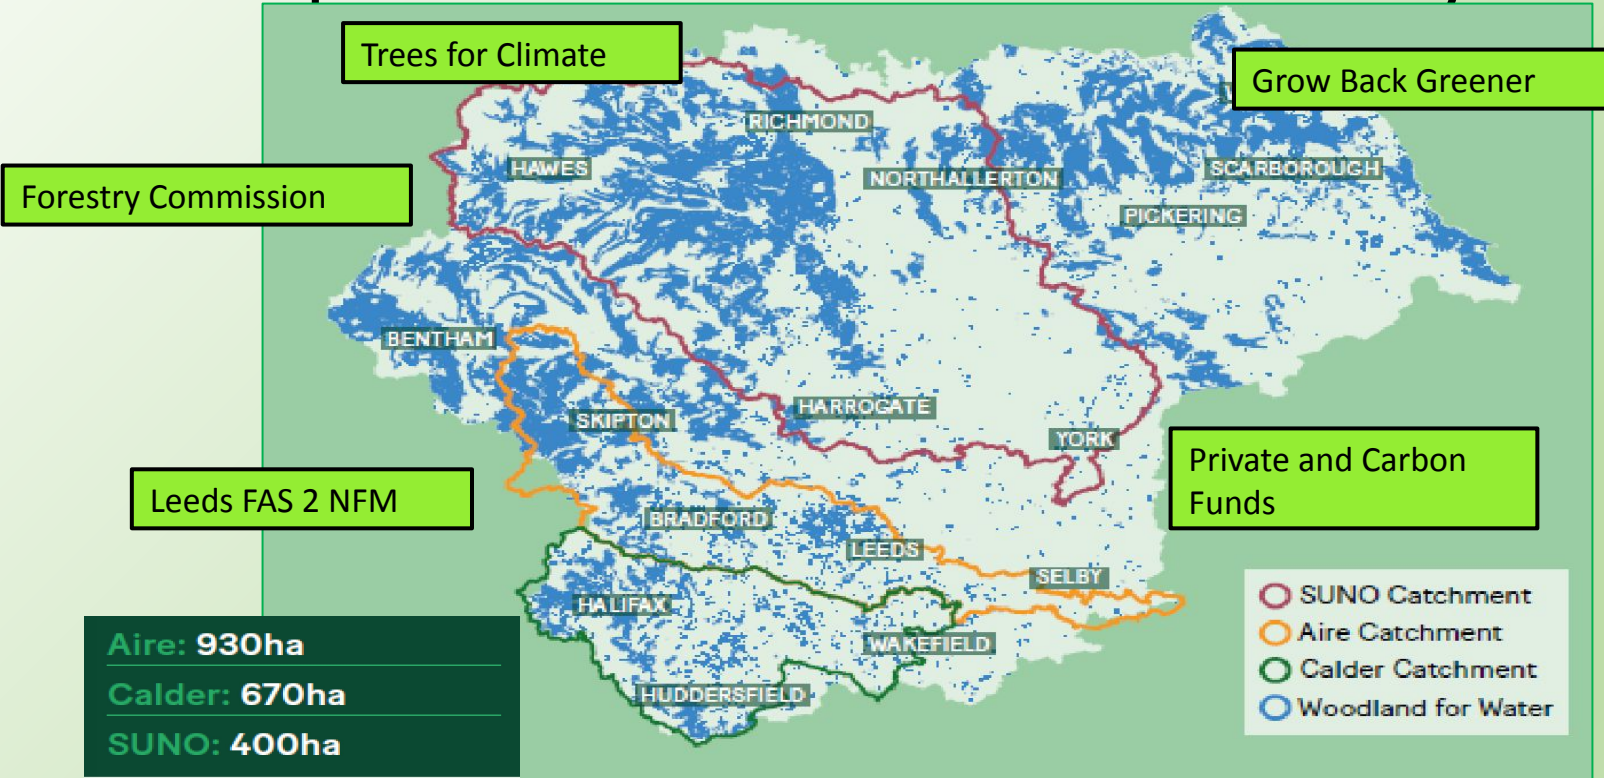 Trees for Climate
Grow Back Greener
RICHMOND
HAWES
NORTHALLERTON
SCARBOROUGH
Forestry Commission
PICKERING
BENTHAM
SKIPTON
HARROGATE
YORK
Private and Carbon
Funds
Leeds FAS 2 NFM
BRADFORD
LEEDS
SELBY
HALIFAX
WAKEFIELD
HUDDERSFIELD
SUNO Catchment
Aire Catchment
Calder Catchment
Woodland for Water
Aire: 930ha
Calder: 670ha
SUNO: 400ha